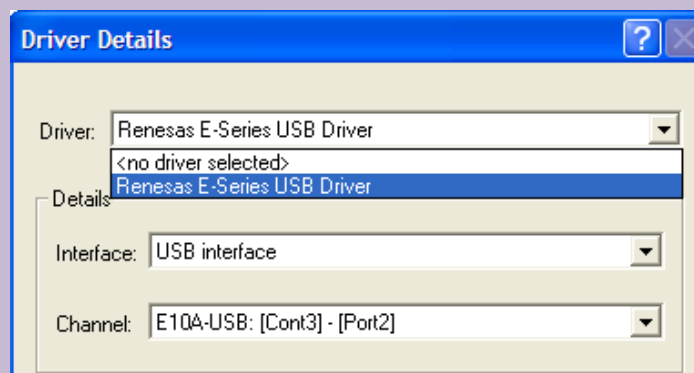 Driver Details
?
Driver: Renesas E-Series USB Driver
<no driver selected>
Renesas E-Series USB Driver
Details
Interface: USB interface
Channel: E10A-USB: [Cont3] - [Port2]